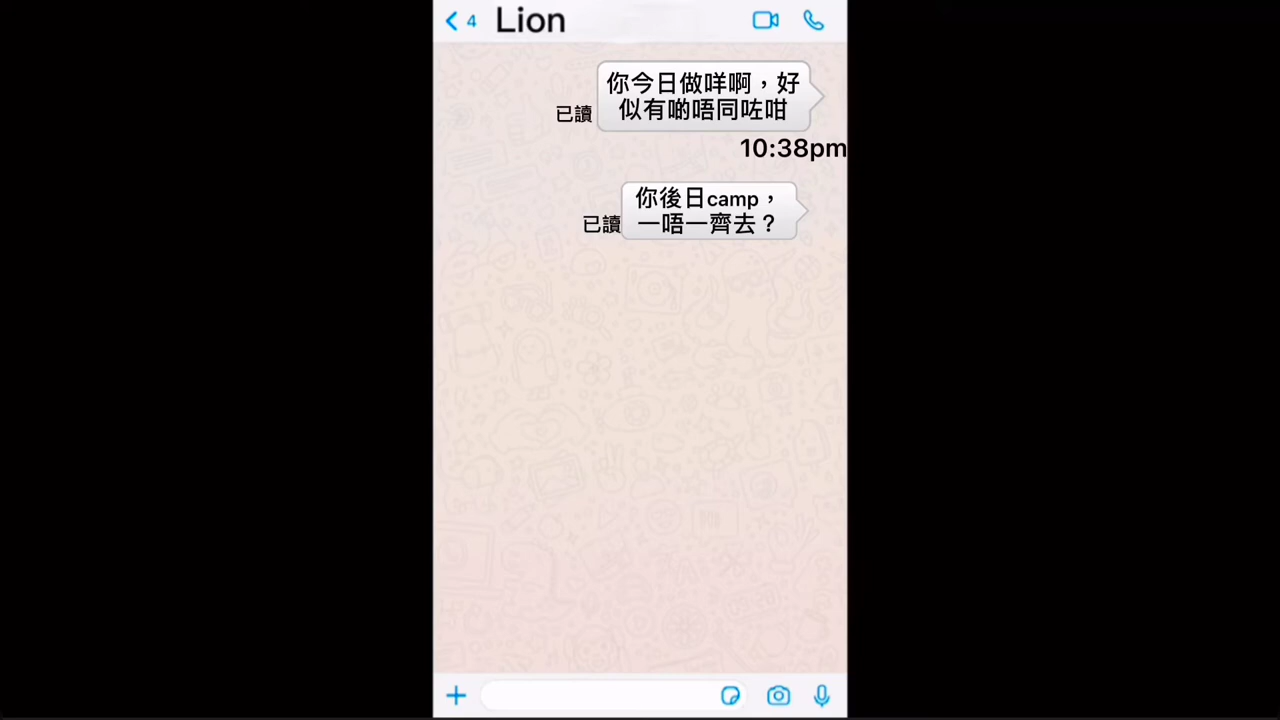 4 Lion
你今日做咩啊，好
似有啲唔同咗咁
已讀
10:38pm
你後日camp，
一唔一齊去？
已讀